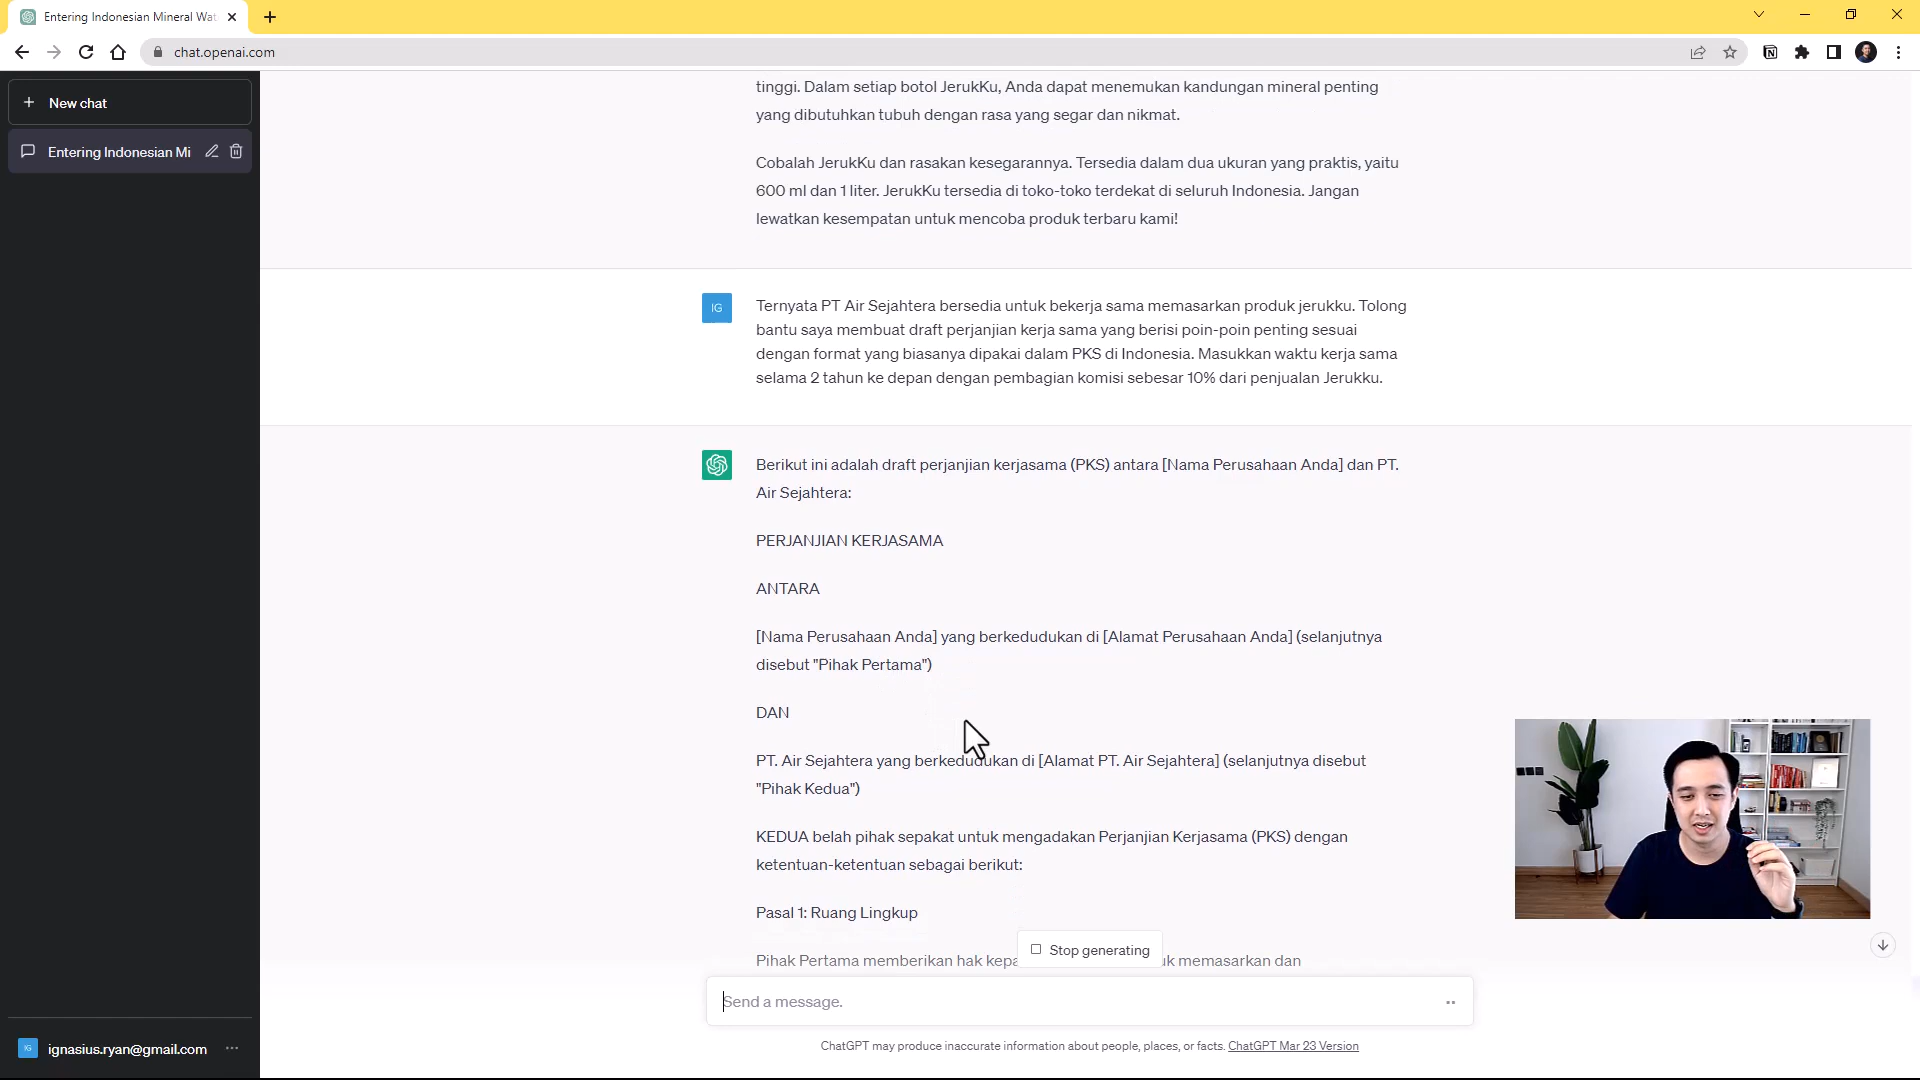 Entering Indonesian Mineral Wat
chat.openai.com
New chat
Entering Indonesian Mi
tinggi. Dalam setiap botol JerukKu, Anda dapat menemukan kandungan mineral penting
yang dibutuhkan tubuh dengan rasa yang segar dan nikmat.
Cobalah JerukKu dan rasakan kesegarannya. Tersedia dalam dua ukuran yang praktis, yaitu
600 ml dan 1 liter. JerukKu tersedia di toko-toko terdekat di seluruh Indonesia. Jangan
lewatkan kesempatan untuk mencoba produk terbaru kami!
IG
Ternyata PT Air Sejahtera bersedia untuk bekerja sama memasarkan produk jerukku. Tolong
bantu saya membuat draft perjanjian kerja sama yang berisi poin-poin penting sesuai
dengan format yang biasanya dipakai dalam PKS di Indonesia. Masukkan waktu kerja sama
selama 2 tahun ke depan dengan pembagian komisi sebesar 10% dari penjualan Jerukku.
Berikut ini adalah draft perjanjian kerjasama (PKS) antara [Nama Perusahaan Anda] dan PT.
Air Sejahtera:
PERJANJIAN KERJASAMA
ANTARA
[Nama Perusahaan Anda] yang berkedudukan di [Alamat Perusahaan Anda] (selanjutnya
disebut "Pihak Pertama")
DAN
PT. Air Sejahtera yang berkedudukan di [Alamat PT. Air Sejahtera] (selanjutnya disebut
"Pihak Kedua")
KEDUA belah pihak sepakat untuk mengadakan Perjanjian Kerjasama (PKS) dengan
ketentuan-ketentuan sebagai berikut:
Pasal 1: Ruang Lingkup
Pihak Pertama memberikan hak kepa uk memasarkan dan
Stop generating
Send a message.
ChatGPT may produce inaccurate information about people, places, or facts. ChatGPT Mar 23 Version
IG
ignasius.ryan@gmail.com